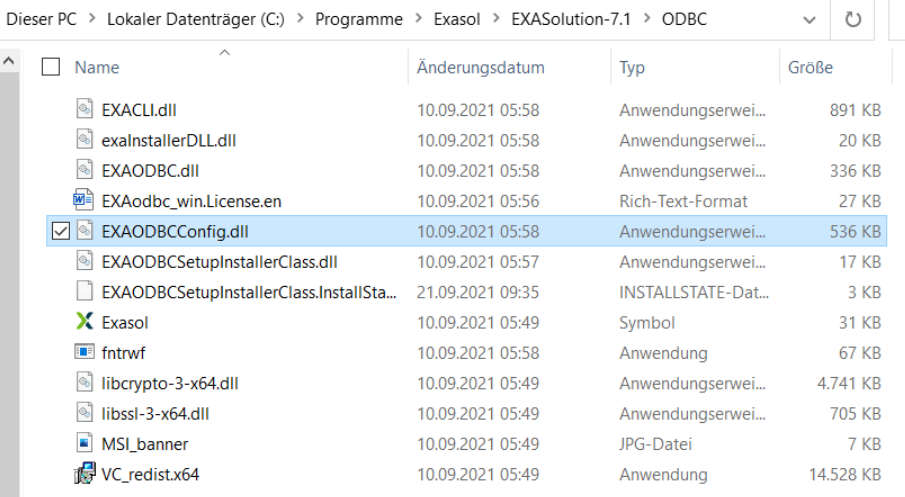 Dieser PC > Lokaler Datenträger (C:) > Programme > Exasol > EXASolution-7.1 > ODBC
Name Änderungsdatum Typ Größe
EXACLI.dll 10.09.2021 05:58 Anwendungserwei... 891 KB
exaInstallerDLL.dll 10.09.2021 05:58 Anwendungserwei... 20 KB
EXAODBC.dll 10.09.2021 05:58 Anwendungserwei... 336 KB
EXAodbc_win.License.en 10.09.2021 05:56 Rich-Text-Format 27 KB
EXAODBCConfig.dll 10.09.2021 05:58 Anwendungserwei... 536 KB
EXAODBCSetupInstallerClass.dll 10.09.2021 05:57 Anwendungserwei... 17 KB
EXAODBCSetupInstallerClass.InstallSta... 21.09.2021 09:35 INSTALLSTATE-Dat... 3 KB
Exasol 10.09.2021 05:49 Symbol 31 KB
fntrwf 10.09.2021 05:58 Anwendung 67 KB
libcrypto-3-x64.dll 10.09.2021 05:49 Anwendungserwei... 4.741 KB
libssl-3-x64.dll 10.09.2021 05:49 Anwendungserwei... 705 KB
MSI_banner 10.09.2021 05:49 JPG-Datei 7 KB
VC_redist.x64 10.09.2021 05:49 Anwendung 14.528 KB